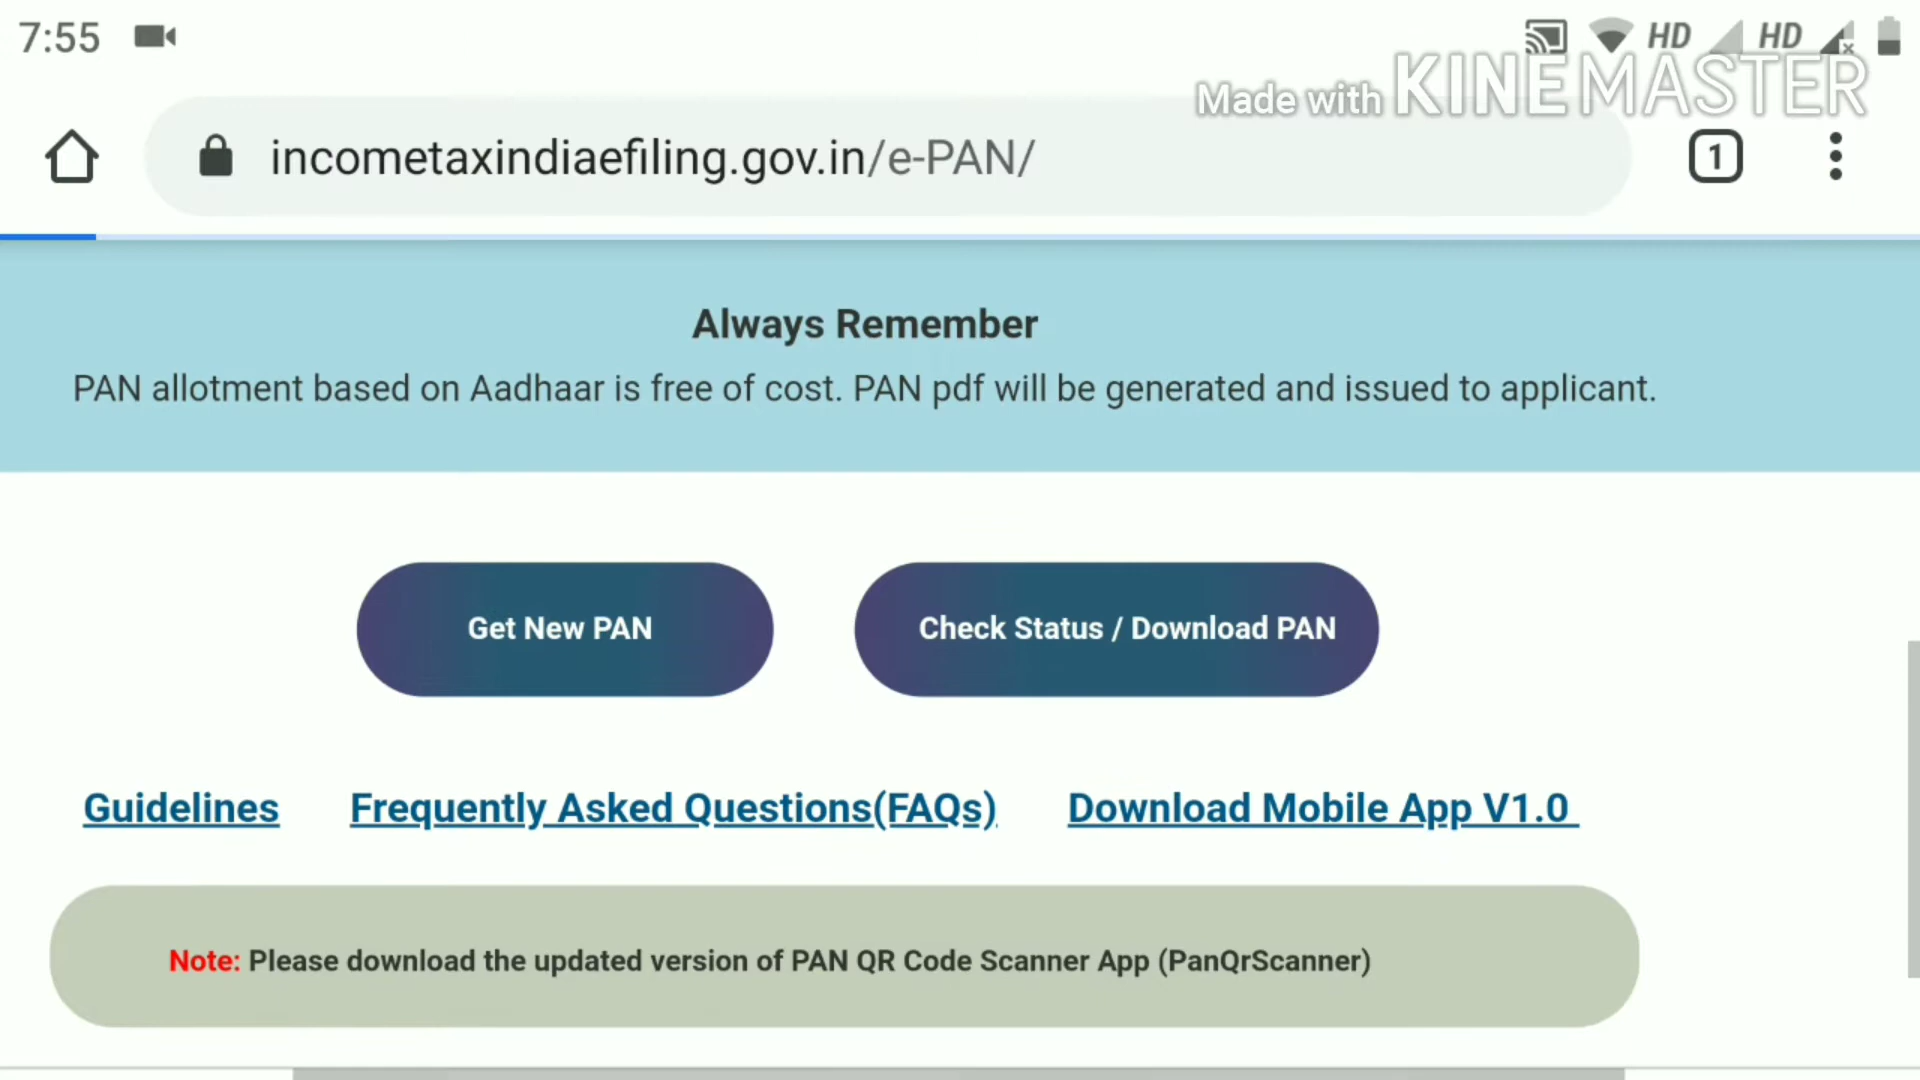 7:55
HD HD
Made with KINEMASTER
incometaxindiaefiling.gov.in/e-PAN/
1
Always Remember
PAN allotment based on Aadhaar is free of cost. PAN pdf will be generated and issued to applicant.
Get New PAN
Check Status / Download PAN
Guidelines
Frequently Asked Questions(FAQs)
Download Mobile App V1.0
Note: Please download the updated version of PAN QR Code Scanner App (PanQrScanner)